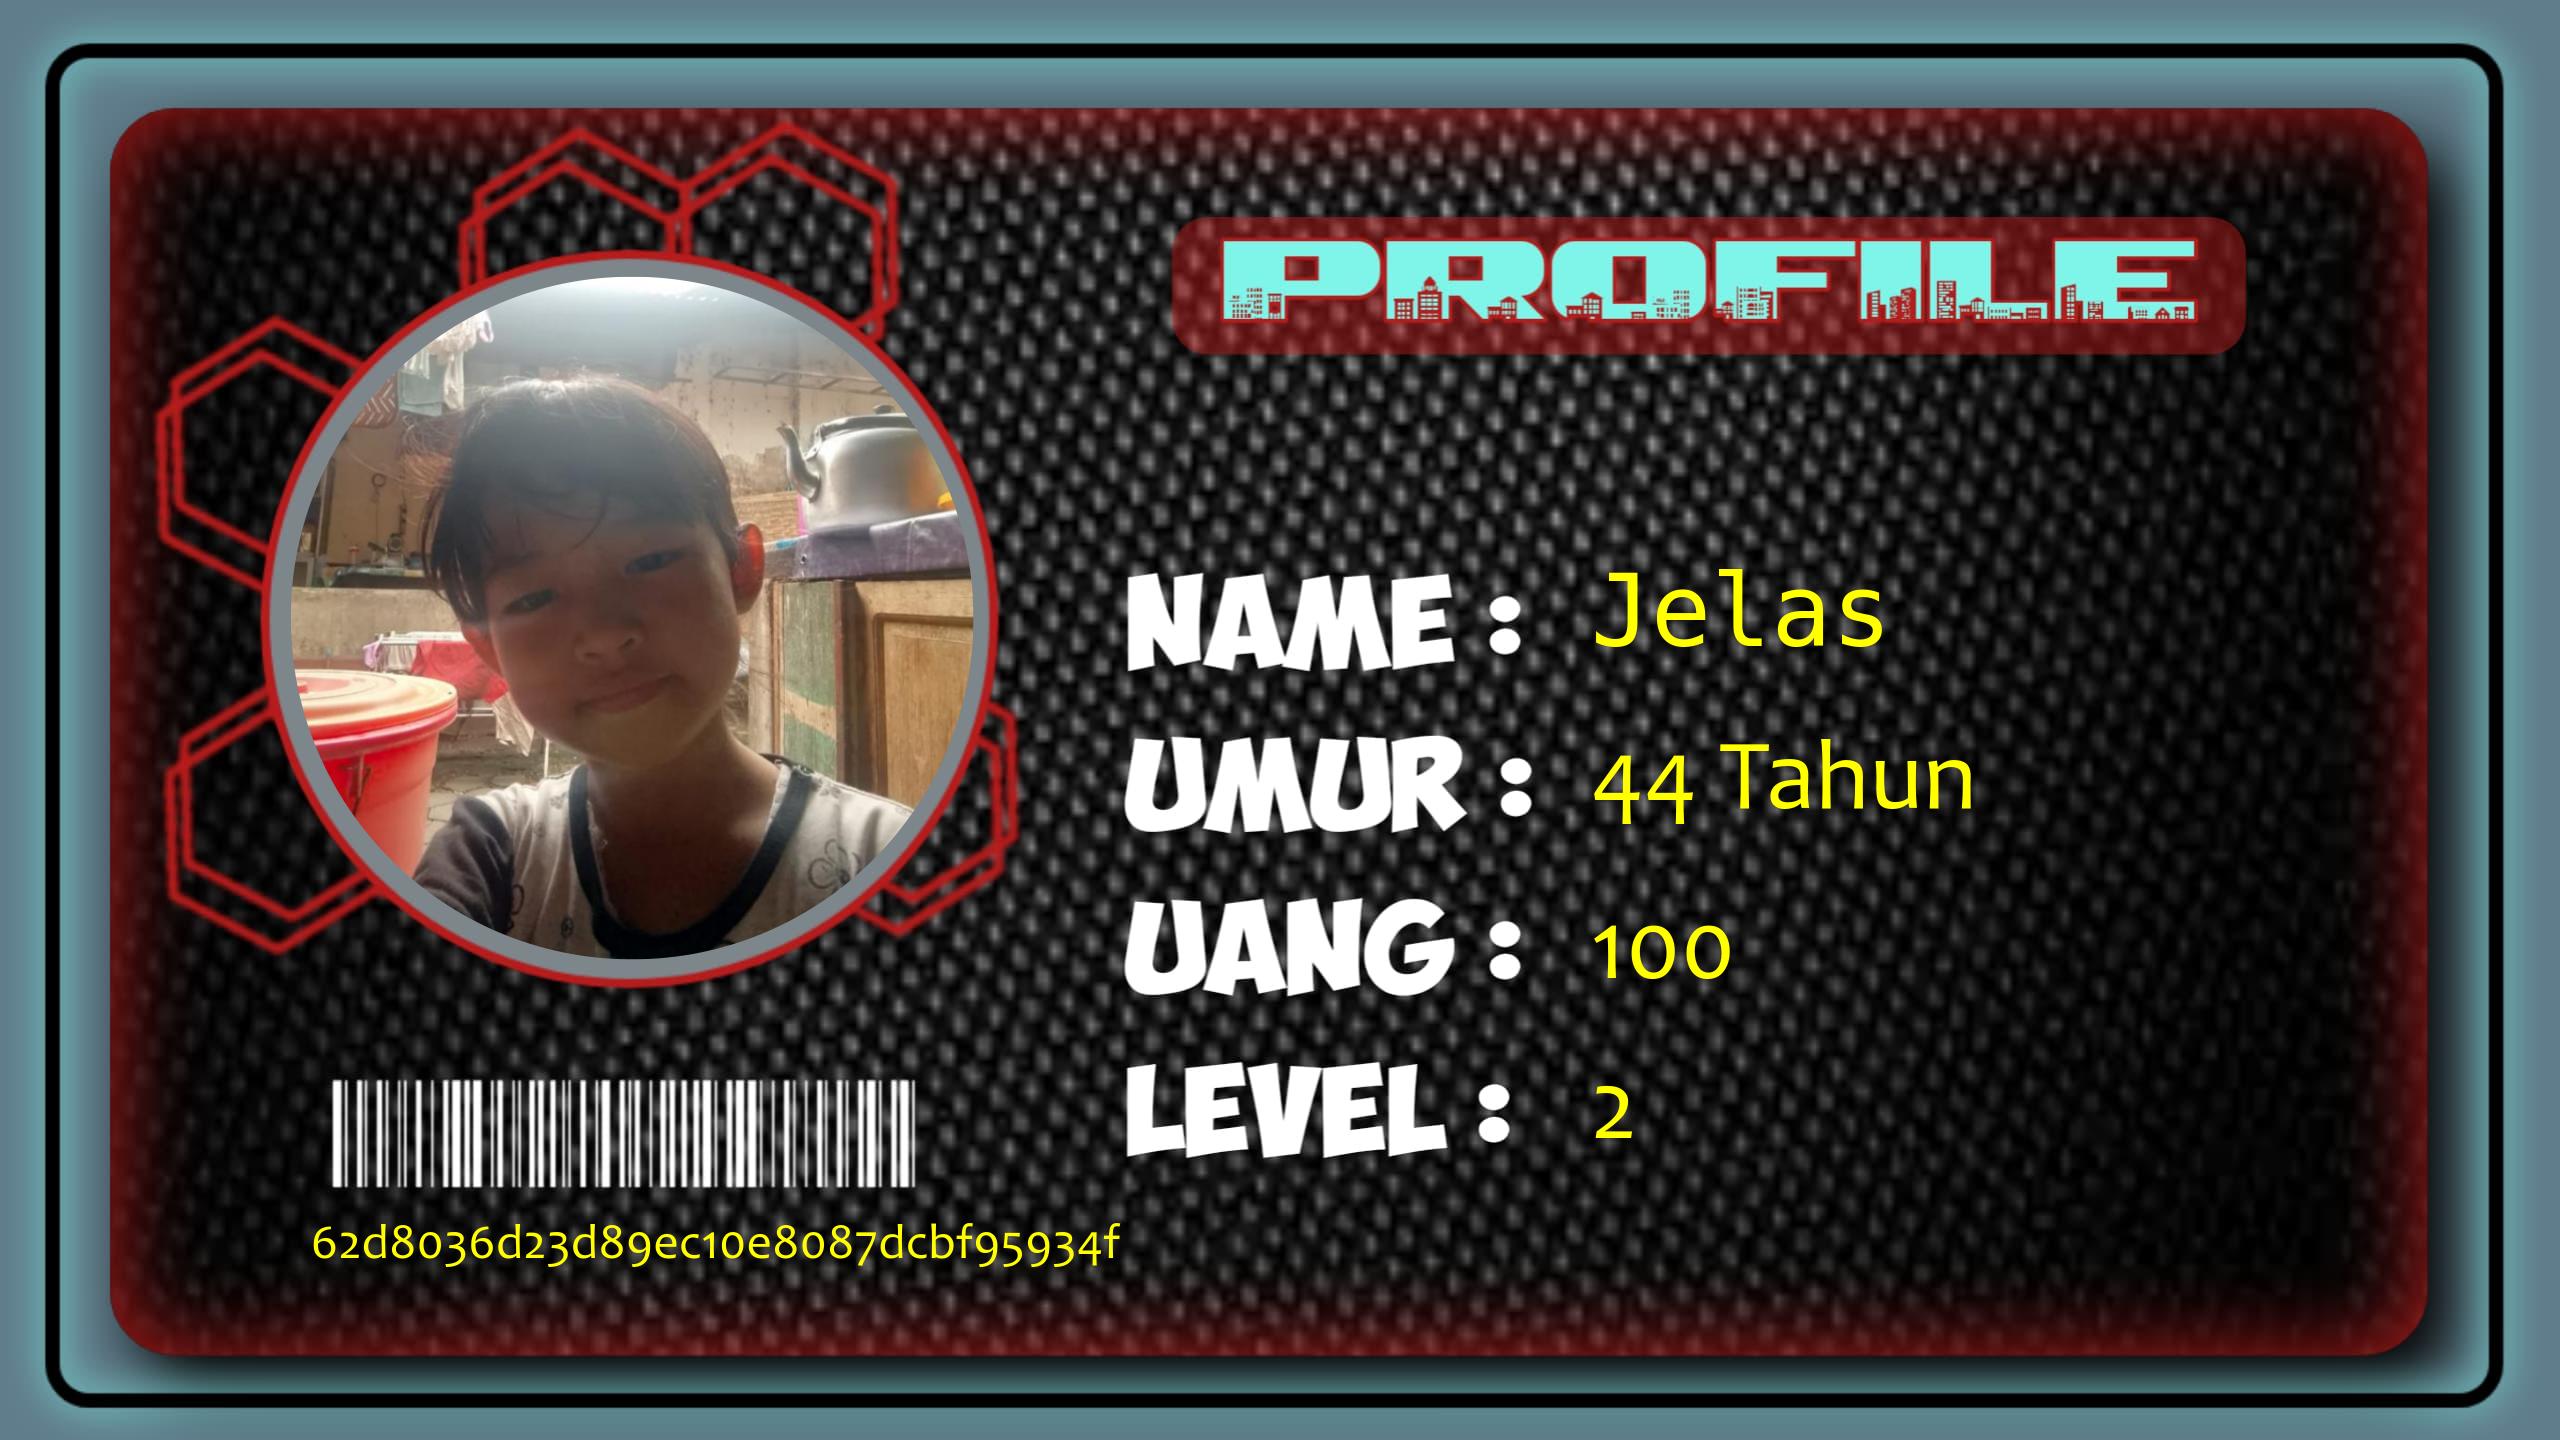 PROFILE
NAME : Jelas
UMUR : 44 Tahun
UANG : 100
LEVEL : 2
62d8036d23d89ec10e8087dcbf95934f